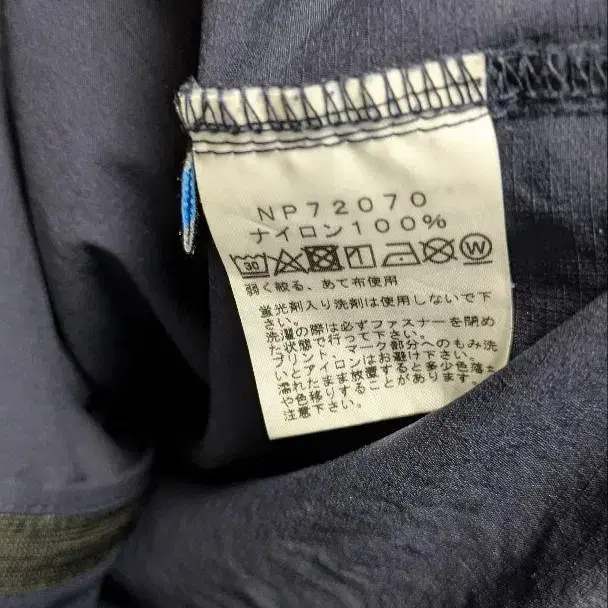 NP72070
ナイロン100%
30 W
弱く絞る、あて布使用
蛍光剤入り洗剤は使用しないで下
さい。
洗濯の際は必ずファスナーを閉め
た状態で行って下さい。
プリント、マーク部分へのもみ洗
いとアイロンはお避け下さい。
濡れたまま放置すると多少色落ち
や色移りすることがあります。
注意下さい。